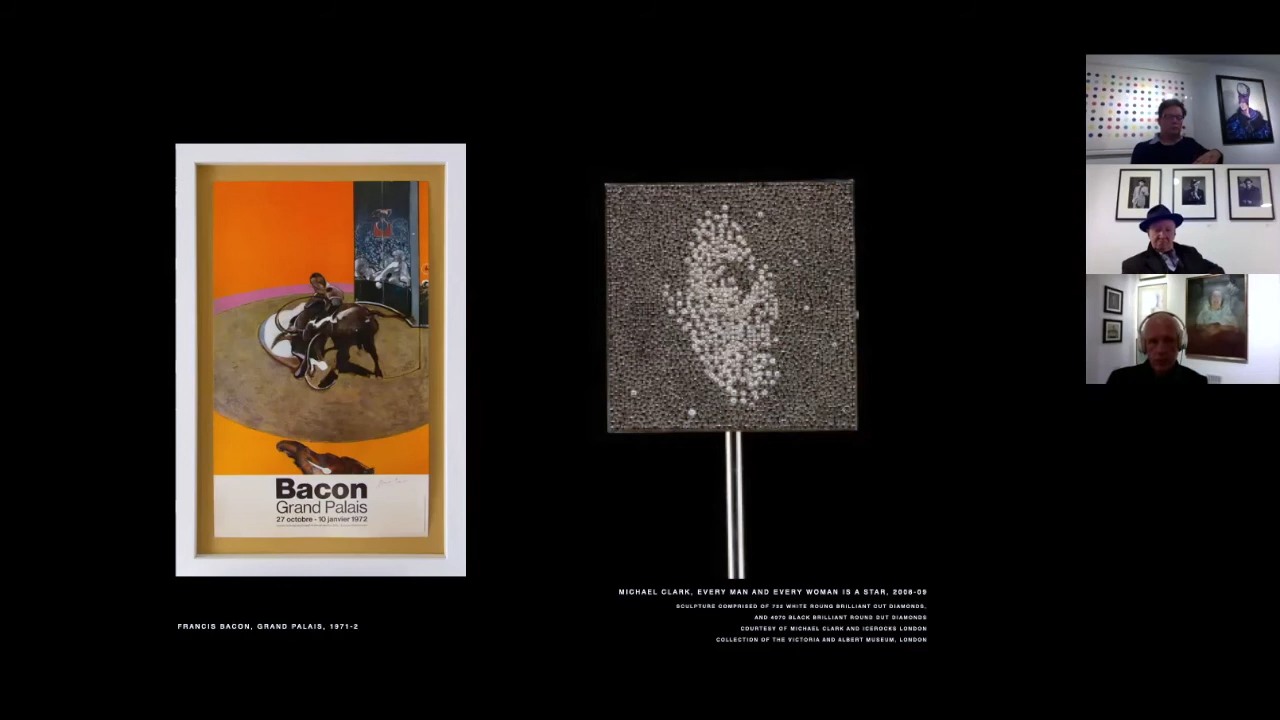 Bacon
Grand Palais
27 octobre - 10 janvier 1972
FRANCIS BACON, GRAND PALAIS, 1971-2
MICHAEL CLARK, EVERY MAN AND EVERY WOMAN IS A STAR, 2008-09
SCULPTURE COMPRISED OF 752 WHITE ROUNG BRILLIANT CUT DIAMONDS,
AND 4070 BLACK BRILLIANT ROUND DUT DIAMONDS
COURTESY OF MICHAEL CLARK AND ICEROCKS LONDON
COLLECTION OF THE VICTORIA AND ALBERT MUSEUM, LONDON